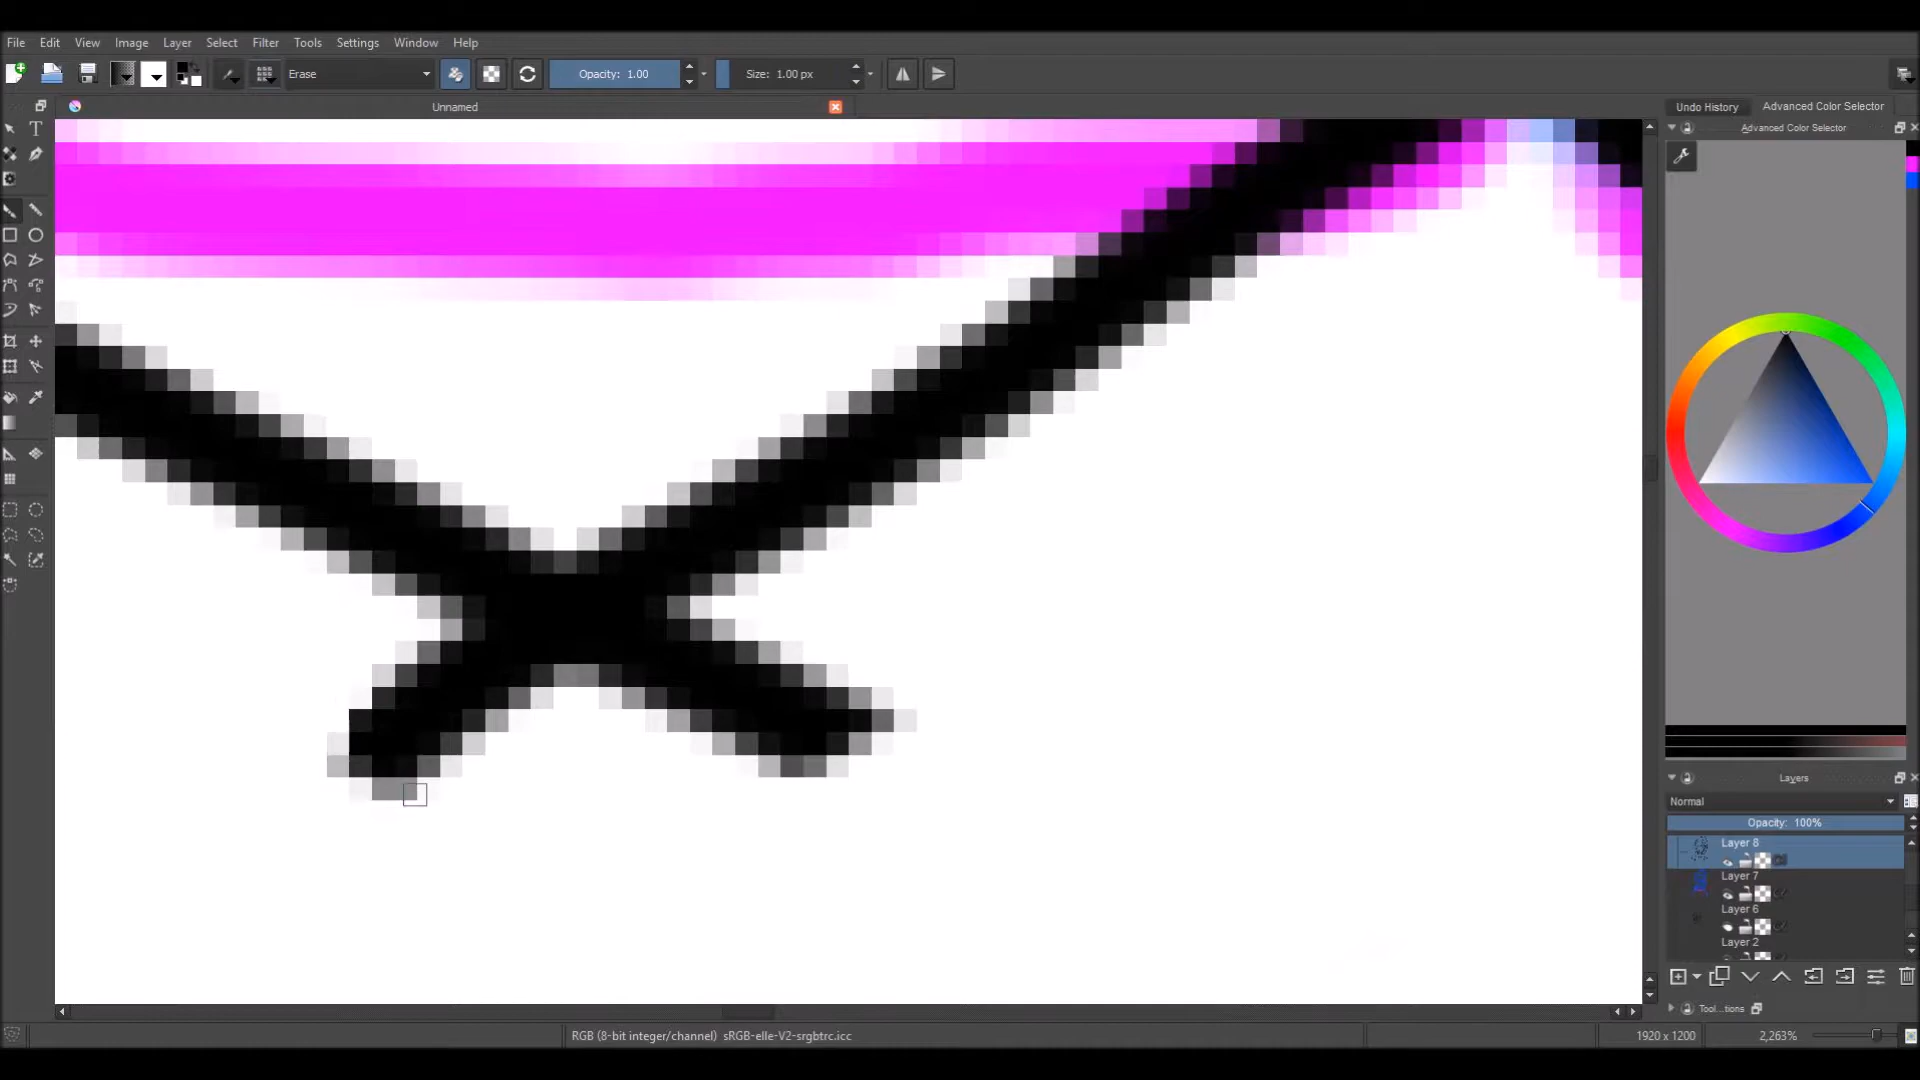 File Edit View Image Layer Select Filter Tools Settings Window Help
Erase Opacity: 1.00 Size: 1.00 px
Unnamed
Undo History Advanced Color Selector
Advanced Color Selector
Layers
Normal
Opacity: 100%
Layer 8
Layer 7
Layer 6
Layer 2
Tool...tions
RGB (8-bit integer/channel) sRGB-elle-V2-srgbtrc.icc 1920 x 1200 2,263%